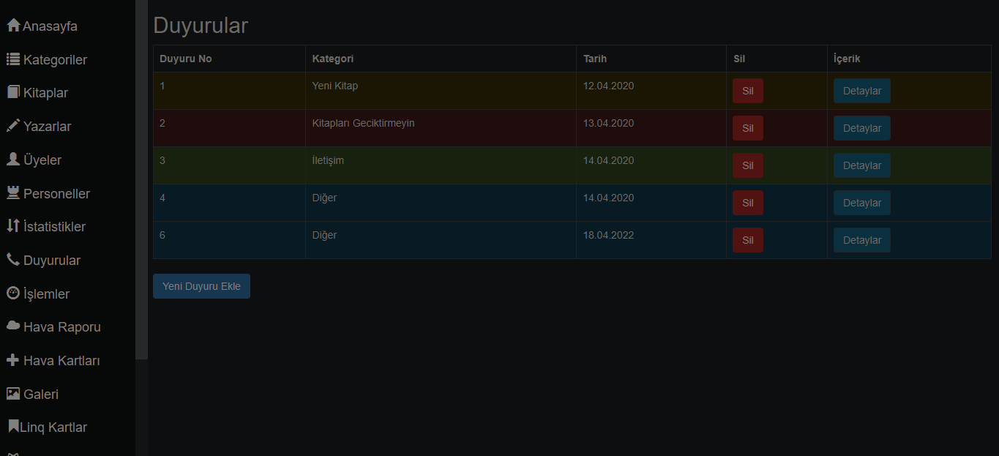 Anasayfa
Kategoriler
Kitaplar
Yazarlar
Üyeler
Personeller
İstatistikler
Duyurular
İşlemler
Hava Raporu
Hava Kartları
Galeri
Linq Kartlar
Duyurular
Duyuru No Kategori Tarih Sil İçerik
1 Yeni Kitap 12.04.2020 Sil Detaylar
2 Kitapları Geciktirmeyin 13.04.2020 Sil Detaylar
3 İletişim 14.04.2020 Sil Detaylar
4 Diğer 14.04.2020 Sil Detaylar
6 Diğer 18.04.2022 Sil Detaylar
Yeni Duyuru Ekle